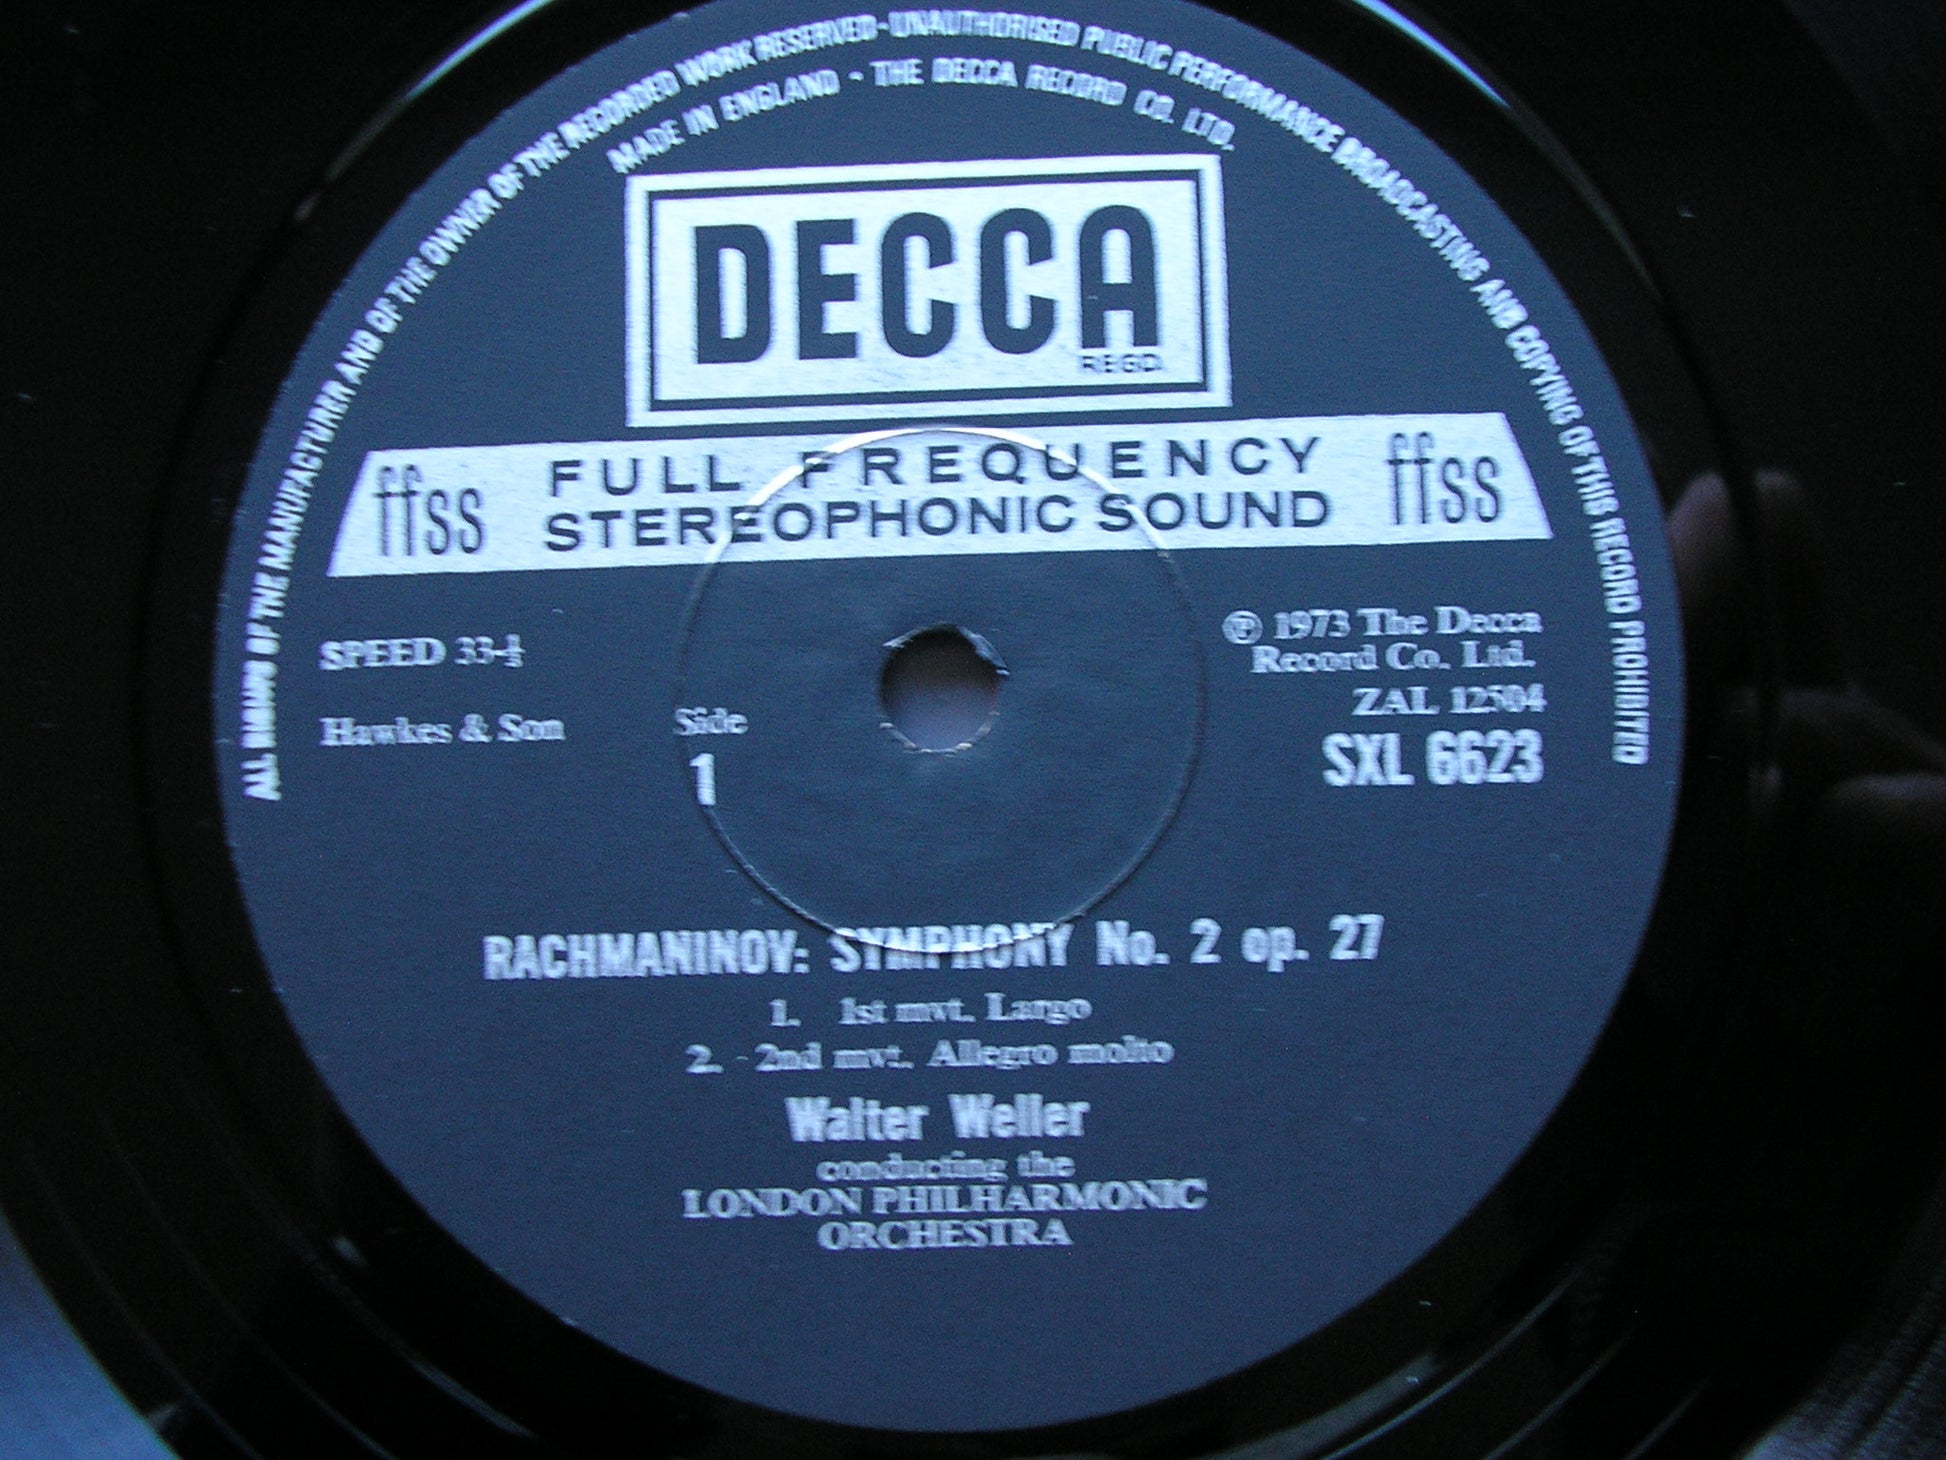 ALL RIGHTS OF THE MANUFACTURER AND OF THE OWNER OF THE RECORDED WORK RESERVED · UNAUTHORISED PUBLIC PERFORMANCE BROADCASTING AND COPYING OF THIS RECORD PROHIBITED
MADE IN ENGLAND · THE DECCA RECORD CO. LTD.
DECCA
REGD.
ffss FULL FREQUENCY ffss
STEREOPHONIC SOUND
SPEED 33-⅓
℗ 1973 The Decca
Record Co. Ltd.
ZAL 12504
Hawkes & Son
Side
1
SXL 6623
RACHMANINOV: SYMPHONY No. 2 op. 27
1. 1st mvt. Largo
2. 2nd mvt. Allegro molto
Walter Weller
conducting the
LONDON PHILHARMONIC
ORCHESTRA